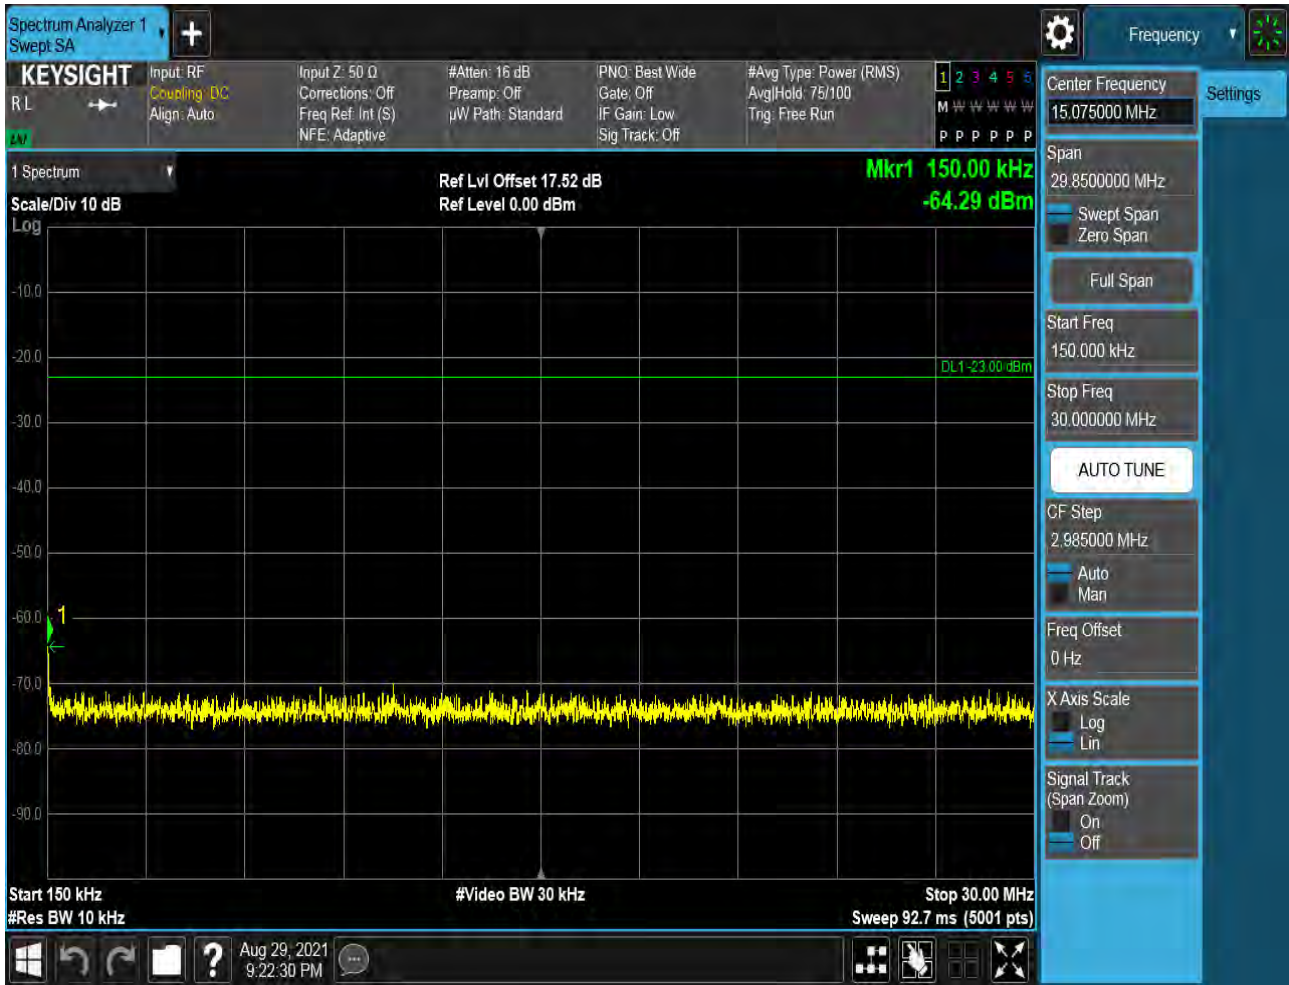 Spectrum Analyzer 1
Swept SA
Frequency
KEYSIGHT
R L
LNI
Input: RF
Coupling: DC
Align: Auto
Input Z: 50 Ω
Corrections: Off
Freq Ref: Int (S)
NFE: Adaptive
#Atten: 16 dB
Preamp: Off
µW Path: Standard
PNO: Best Wide
Gate: Off
IF Gain: Low
Sig Track: Off
#Avg Type: Power (RMS)
Avg|Hold: 75/100
Trig: Free Run
1 2 3 4 5 6
M W W W W W
P P P P P P
1 Spectrum
Scale/Div 10 dB
Log
Ref Lvl Offset 17.52 dB
Ref Level 0.00 dBm
Mkr1 150.00 kHz
-64.29 dBm
-10.0
-20.0
DL1 -23.00 dBm
-30.0
-40.0
-50.0
-60.0
1
-70.0
-80.0
-90.0
Start 150 kHz
#Video BW 30 kHz
Stop 30.00 MHz
#Res BW 10 kHz
Sweep 92.7 ms (5001 pts)
?
Aug 29, 2021
9:22:30 PM
Center Frequency
15.075000 MHz
Settings
Span
29.8500000 MHz
Swept Span
Zero Span
Full Span
Start Freq
150.000 kHz
Stop Freq
30.000000 MHz
AUTO TUNE
CF Step
2.985000 MHz
Auto
Man
Freq Offset
0 Hz
X Axis Scale
Log
Lin
Signal Track
(Span Zoom)
On
Off